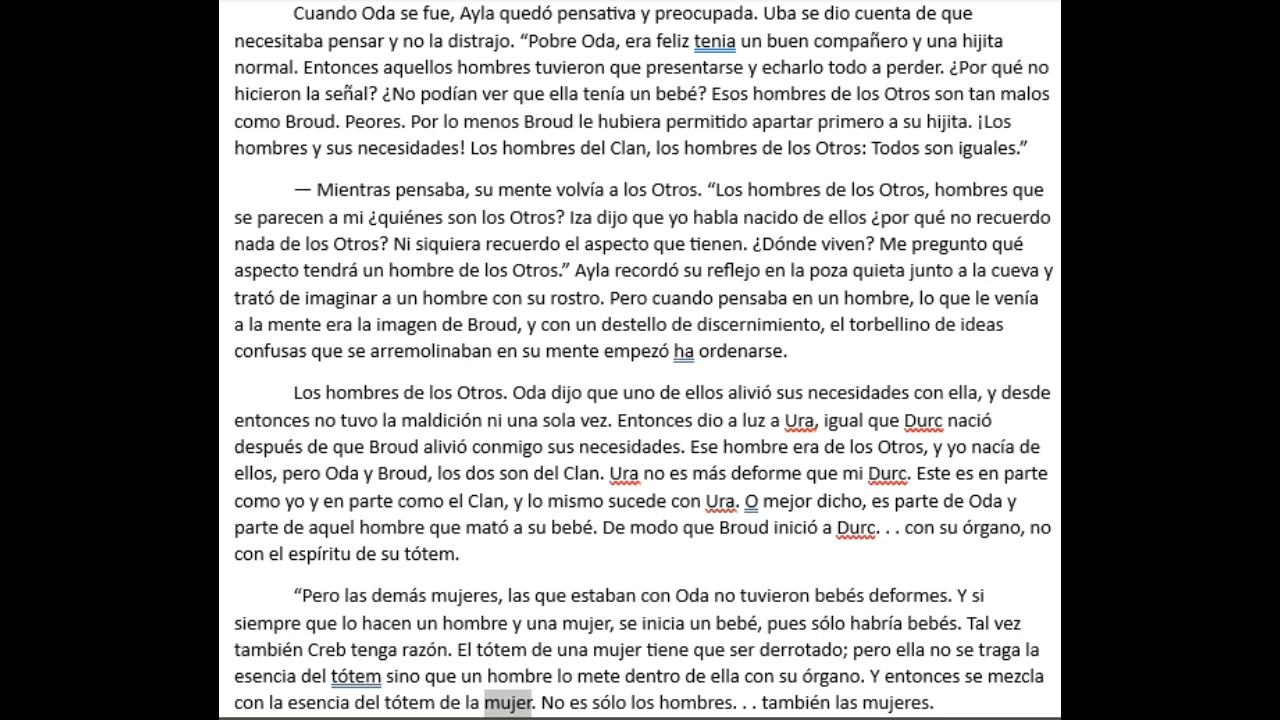 Cuando Oda se fue, Ayla quedó pensativa y preocupada. Uba se dio cuenta de que
necesitaba pensar y no la distrajo. “Pobre Oda, era feliz tenia un buen compañero y una hijita
normal. Entonces aquellos hombres tuvieron que presentarse y echarlo todo a perder. ¿Por qué no
hicieron la señal? ¿No podían ver que ella tenía un bebé? Esos hombres de los Otros son tan malos
como Broud. Peores. Por lo menos Broud le hubiera permitido apartar primero a su hijita. ¡Los
hombres y sus necesidades! Los hombres del Clan, los hombres de los Otros: Todos son iguales.”
— Mientras pensaba, su mente volvía a los Otros. “Los hombres de los Otros, hombres que
se parecen a mi ¿quiénes son los Otros? Iza dijo que yo habla nacido de ellos ¿por qué no recuerdo
nada de los Otros? Ni siquiera recuerdo el aspecto que tienen. ¿Dónde viven? Me pregunto qué
aspecto tendrá un hombre de los Otros.” Ayla recordó su reflejo en la poza quieta junto a la cueva y
trató de imaginar a un hombre con su rostro. Pero cuando pensaba en un hombre, lo que le venía
a la mente era la imagen de Broud, y con un destello de discernimiento, el torbellino de ideas
confusas que se arremolinaban en su mente empezó ha ordenarse.
Los hombres de los Otros. Oda dijo que uno de ellos alivió sus necesidades con ella, y desde
entonces no tuvo la maldición ni una sola vez. Entonces dio a luz a Ura, igual que Durc nació
después de que Broud alivió conmigo sus necesidades. Ese hombre era de los Otros, y yo nacía de
ellos, pero Oda y Broud, los dos son del Clan. Ura no es más deforme que mi Durc. Este es en parte
como yo y en parte como el Clan, y lo mismo sucede con Ura. O mejor dicho, es parte de Oda y
parte de aquel hombre que mató a su bebé. De modo que Broud inició a Durc. . . con su órgano, no
con el espíritu de su tótem.
“Pero las demás mujeres, las que estaban con Oda no tuvieron bebés deformes. Y si
siempre que lo hacen un hombre y una mujer, se inicia un bebé, pues sólo habría bebés. Tal vez
también Creb tenga razón. El tótem de una mujer tiene que ser derrotado; pero ella no se traga la
esencia del tótem sino que un hombre lo mete dentro de ella con su órgano. Y entonces se mezcla
con la esencia del tótem de la mujer. No es sólo los hombres. . . también las mujeres.